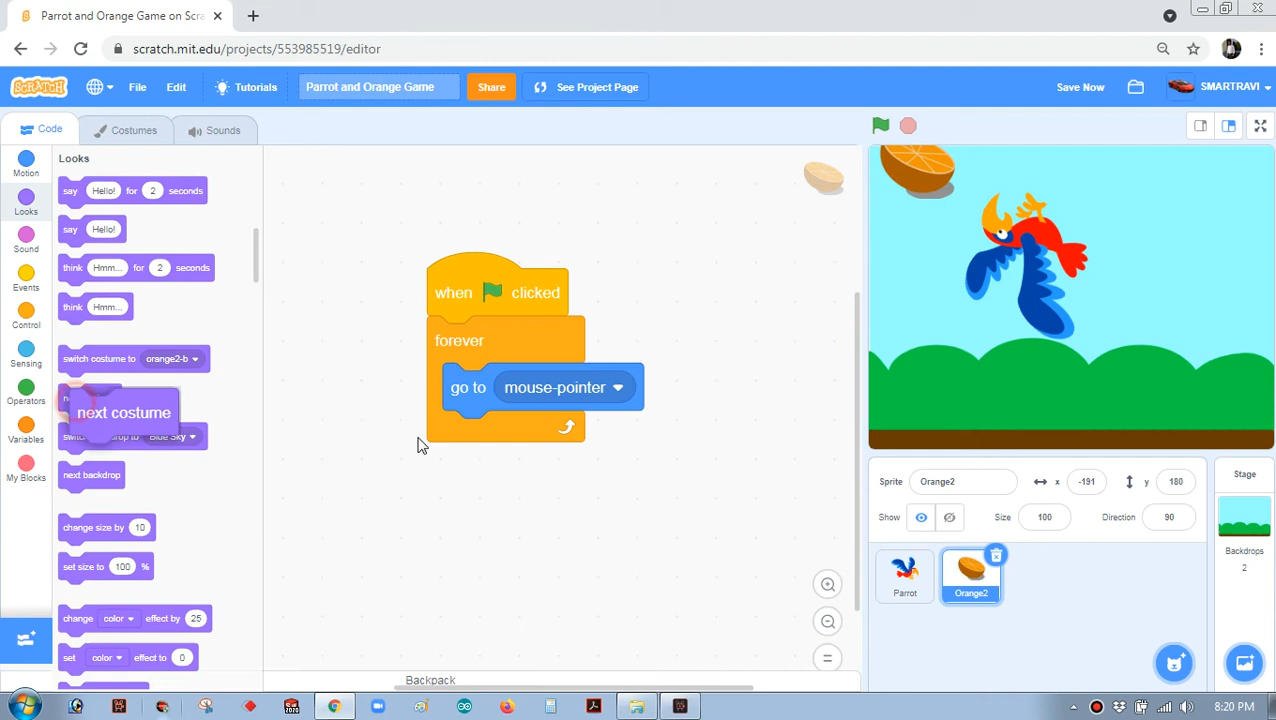 Parrot and Orange Game on Scra
scratch.mit.edu/projects/553985519/editor
SCRATCH
File
Edit
Tutorials
Parrot and Orange Game
Share
See Project Page
Save Now
SMARTRAVI
Code
Costumes
Sounds
Motion
Looks
Sound
Events
Control
Sensing
Operators
Variables
My Blocks
Looks
say Hello! for 2 seconds
say Hello!
think Hmm... for 2 seconds
think Hmm...
switch costume to orange2-b
next costume
Blue Sky
next backdrop
change size by 10
set size to 100 %
change color effect by 25
set color effect to 0
when clicked
forever
go to mouse-pointer
Backpack
Sprite Orange2 x -191 y 180
Show Size 100 Direction 90
Parrot
Orange2
Stage
Backdrops
2
2020
8:20 PM